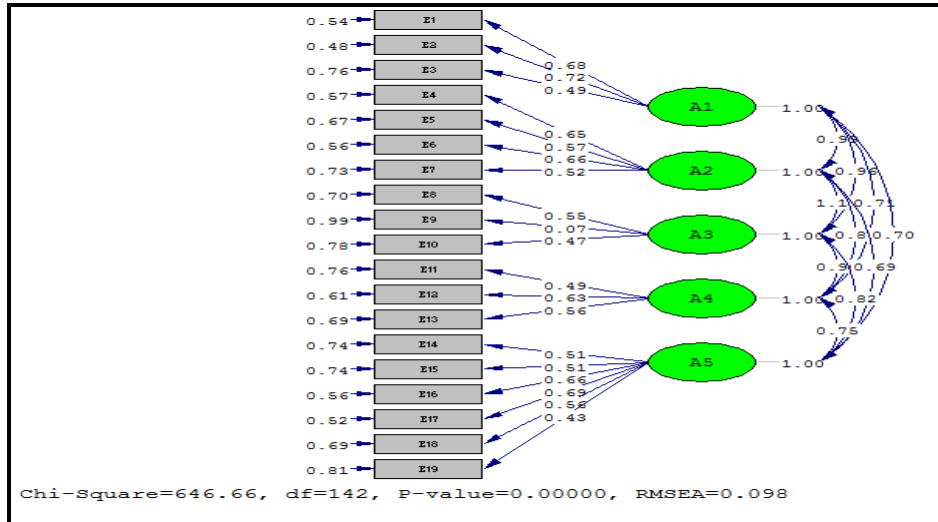 0.54 E1
0.48 E2
0.76 E3
0.57 E4
0.67 E5
0.56 E6
0.73 E7
0.70 E8
0.99 E9
0.78 E10
0.76 E11
0.61 E12
0.69 E13
0.74 E14
0.74 E15
0.56 E16
0.52 E17
0.69 E18
0.81 E19
0.68
0.72
0.49
0.65
0.57
0.66
0.52
0.55
0.07
0.47
0.49
0.63
0.56
0.51
0.51
0.66
0.69
0.56
0.43
A1 1.00
A2 1.00
A3 1.00
A4 1.00
A5 1.00
0.96
0.71
0.70
0.69
0.82
0.75
Chi-Square=646.66, df=142, P-value=0.00000, RMSEA=0.098